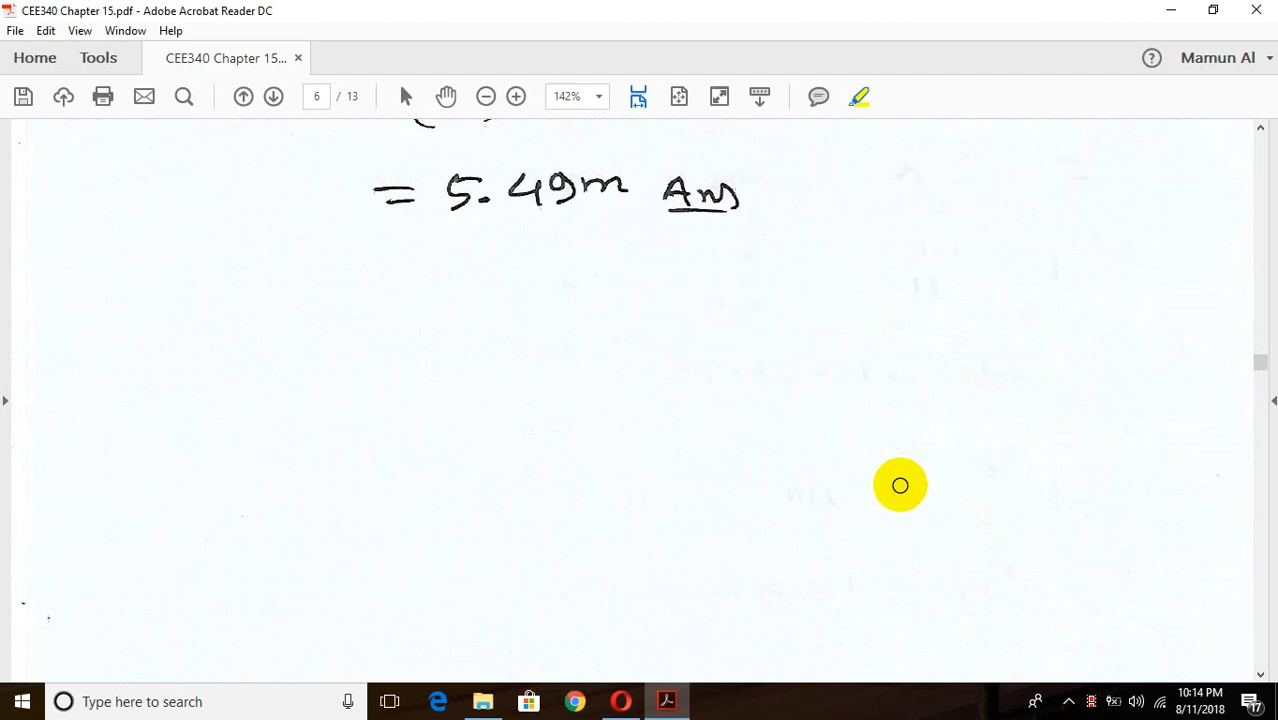 CEE340 Chapter 15.pdf - Adobe Acrobat Reader DC
File Edit View Window Help
Home Tools CEE340 Chapter 15... × Mamun Al
6 / 13 142%
= 5.49m Ans
Type here to search
10:14 PM
8/11/2018
17